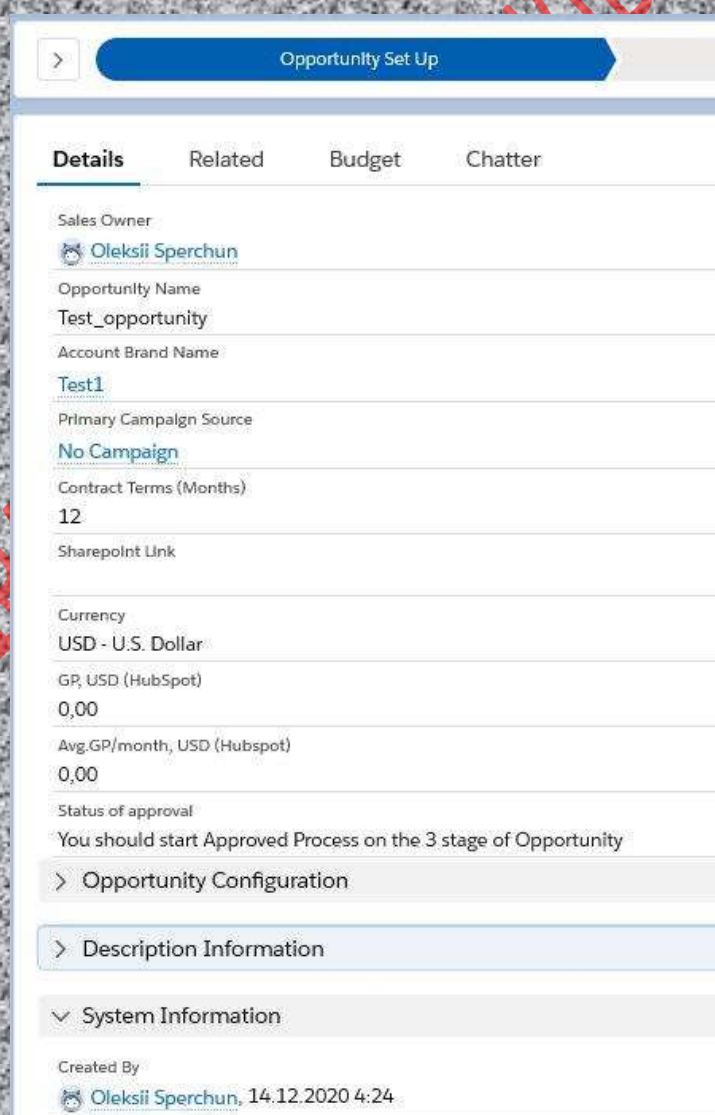 Opportunity Set Up
Details Related Budget Chatter
Sales Owner
Oleksii Sperchun
Opportunity Name
Test_opportunity
Account Brand Name
Test1
Primary Campaign Source
No Campaign
Contract Terms (Months)
12
Sharepoint Link
Currency
USD - U.S. Dollar
GP, USD (HubSpot)
0,00
Avg.GP/month, USD (Hubspot)
0,00
Status of approval
You should start Approved Process on the 3 stage of Opportunity
Opportunity Configuration
Description Information
System Information
Created By
Oleksii Sperchun, 14.12.2020 4:24